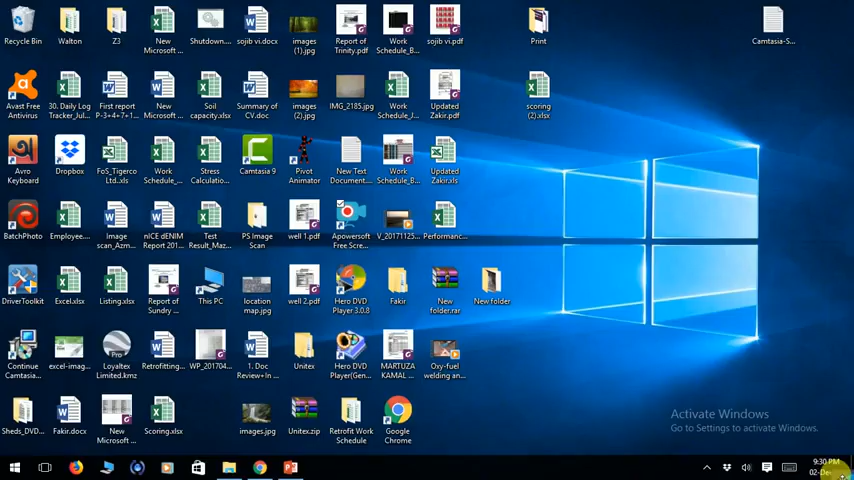 Recycle Bin
Walton
Z3
New Microsoft ...
Shutdown....
sojib vi.docx
images (1).jpg
Report of Trinity.pdf
Work Schedule_B...
sojib vi.pdf
Print
Camtasia-S...
Avast Free Antivirus
30, Daily Log Tracker_Jul...
First report P-3+4+7+1...
New Microsoft ...
Soil capacity.xlsx
Summary of CV.doc
images (2).jpg
IMG_2185.jpg
Work Schedule_J...
Updated Zakir.pdf
scoring (2).xlsx
Avro Keyboard
Dropbox
FoS_Tigerco Ltd..xls
Work Schedule_...
Stress Calculatio...
Camtasia 9
Pivot Animator
New Text Document...
Work Schedule_B...
Updated Zakir.xls
BatchPhoto
Employee....
Image scan_Azm...
nICE dENIM Report 201...
Test Result_Maz...
PS Image Scan
well 1.pdf
Apowersoft Free Scre...
V_20171125...
Performanc...
DriverToolkit
Excel.xlsx
Listing.xlsx
Report of Sundry ...
This PC
location map.jpg
well 2.pdf
Hero DVD Player 3.0.8
Fakir
New folder.rar
New folder
Continue Camtasia...
excel-imag...
Pro
Loyaltex Limited.kmz
Retrofitting...
WP_201704...
1. Doc Review+In ...
Unitex
Hero DVD Player(Gen...
MARTUZA KAMAL ...
Oxy-fuel welding an...
Sheds_DVD...
Fakir.docx
New Microsoft ...
Scoring.xlsx
images.jpg
Unitex.zip
Retrofit Work Schedule
Google Chrome
Activate Windows
Go to Settings to activate Windows.
9:30 PM